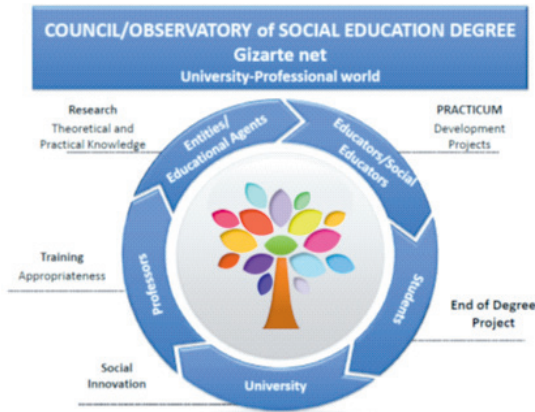 COUNCIL/OBSERVATORY of SOCIAL EDUCATION DEGREE
Gizarte net
University-Professional world
Research
Theoretical and
Practical Knowledge
PRACTICUM
Development
Projects
Entities/
Educational Agents
Educators/Social
Educators
Training
Appropriateness
Professors
Students
End of Degree
Project
Social
Innovation
University